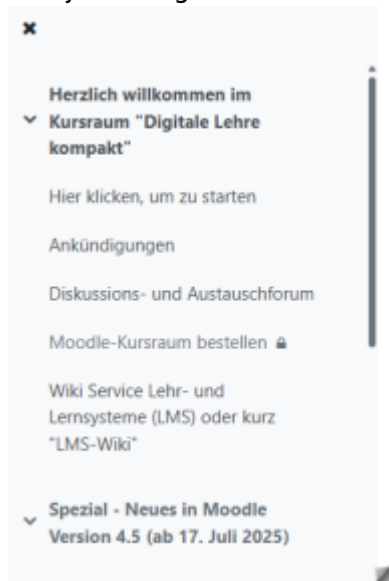 Herzlich willkommen im
Kursraum "Digitale Lehre
kompakt"
Hier klicken, um zu starten
Ankündigungen
Diskussions- und Austauschforum
Moodle-Kursraum bestellen
Wiki Service Lehr- und
Lernsysteme (LMS) oder kurz
"LMS-Wiki"
Spezial - Neues in Moodle
Version 4.5 (ab 17. Juli 2025)